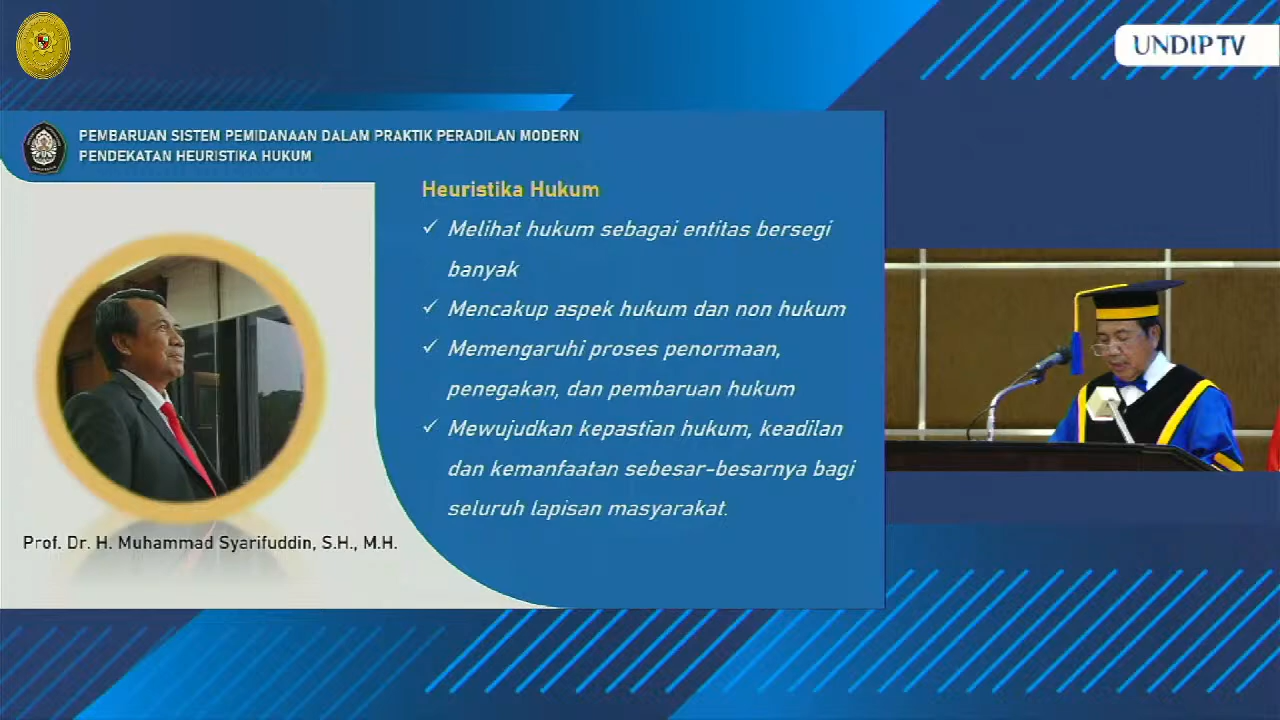 UNDIP TV
PEMBARUAN SISTEM PEMIDANAAN DALAM PRAKTIK PERADILAN MODERN
PENDEKATAN HEURISTIKA HUKUM
Heuristika Hukum
✓ Melihat hukum sebagai entitas bersegi
banyak
✓ Mencakup aspek hukum dan non hukum
✓ Memengaruhi proses penormaan,
penegakan, dan pembaruan hukum
✓ Mewujudkan kepastian hukum, keadilan
dan kemanfaatan sebesar-besarnya bagi
seluruh lapisan masyarakat.
Prof. Dr. H. Muhammad Syarifuddin, S.H., M.H.